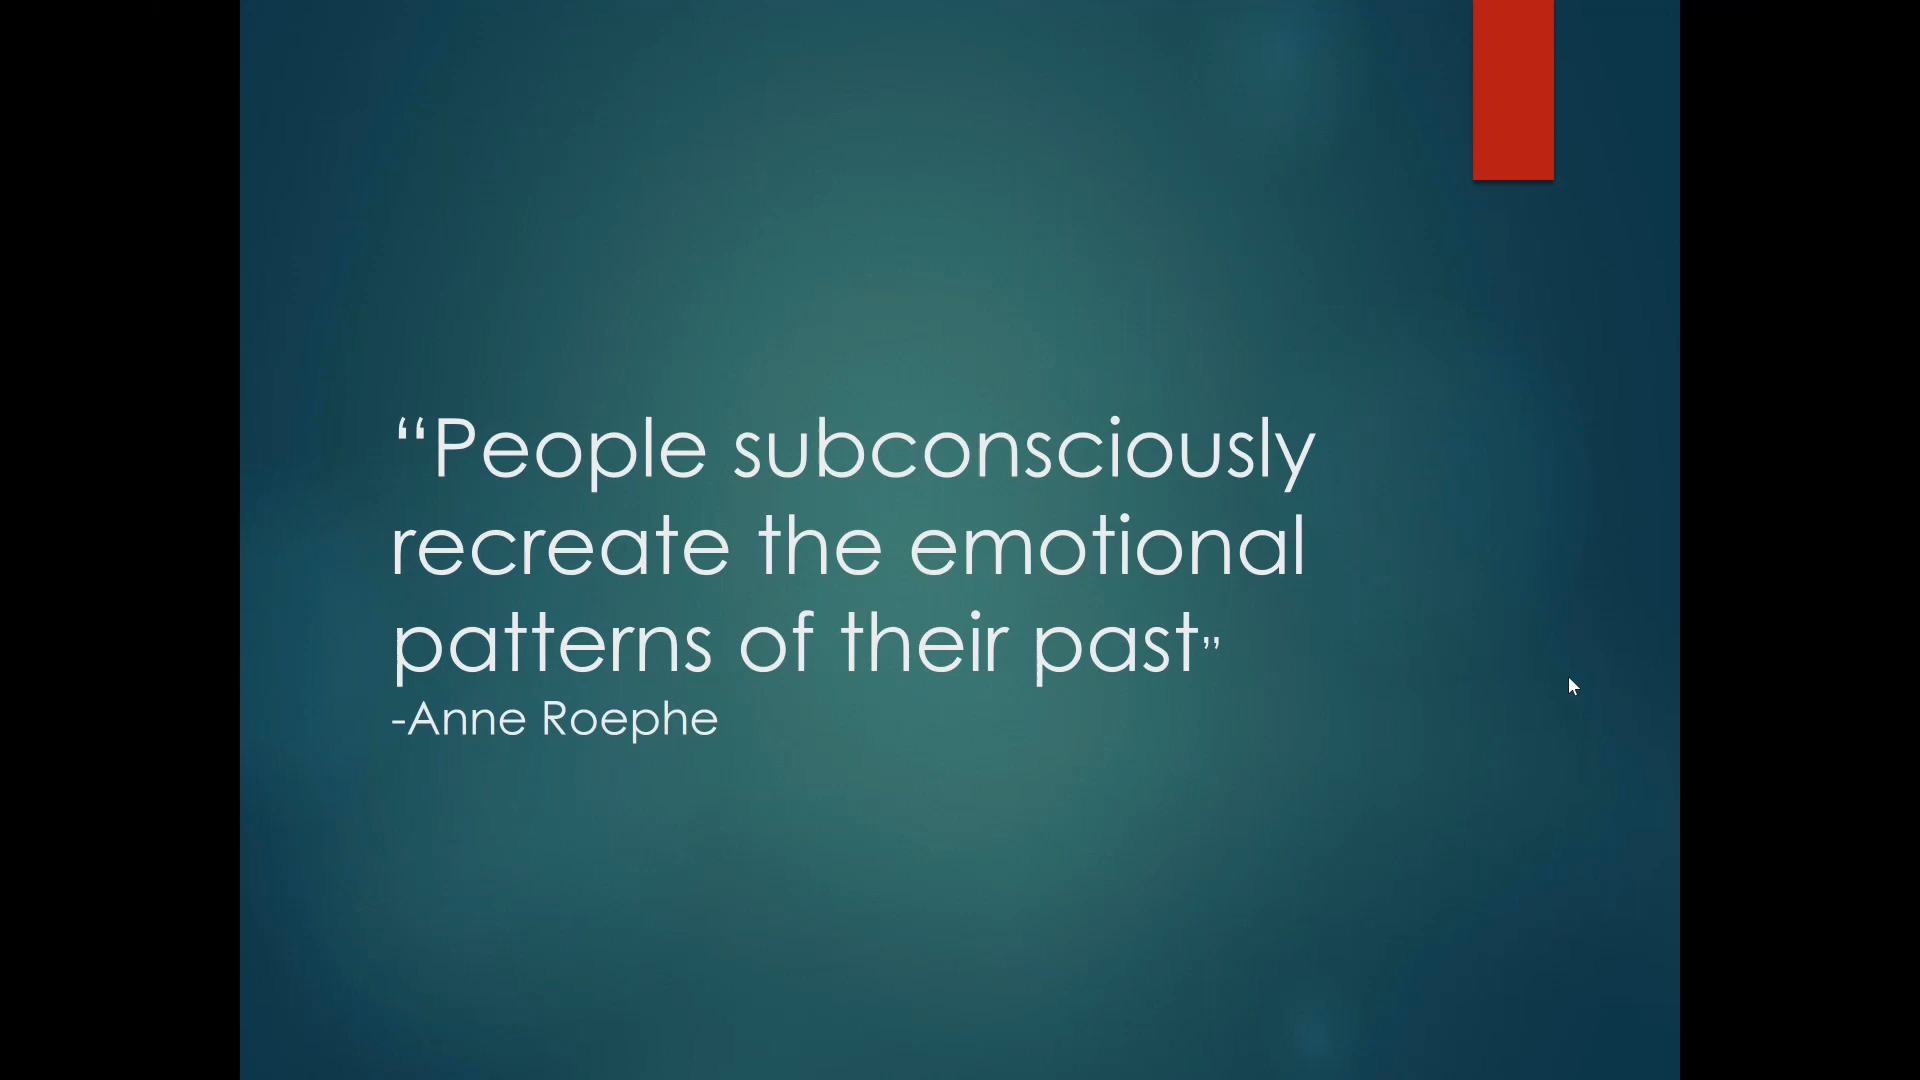 “People subconsciously
recreate the emotional
patterns of their past”
-Anne Roephe